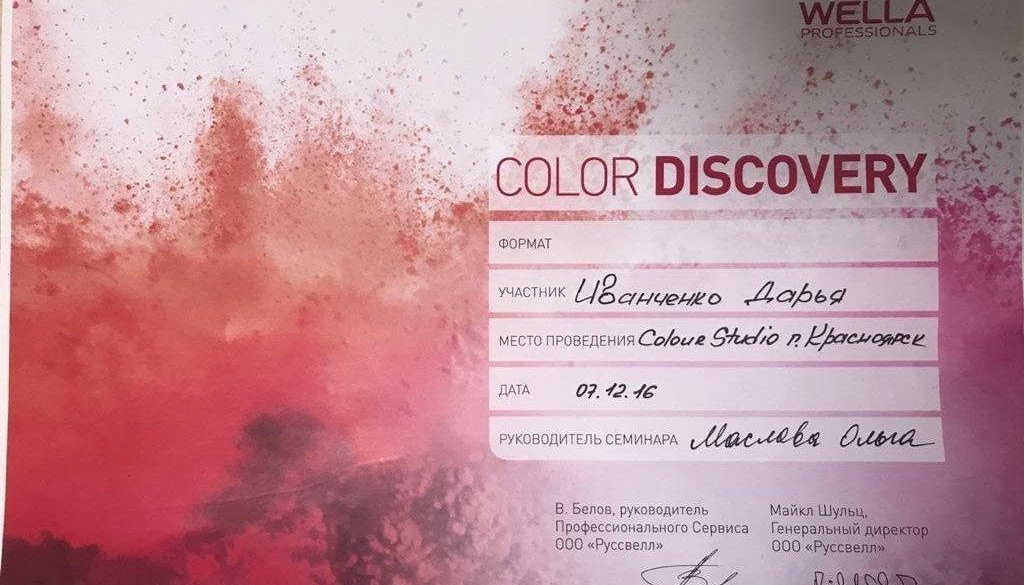 WELLA
PROFESSIONALS
COLOR DISCOVERY
ФОРМАТ
УЧАСТНИК Иванченко Дарья
МЕСТО ПРОВЕДЕНИЯ Colour Studio г. Красноярск
ДАТА 07.12.16
РУКОВОДИТЕЛЬ СЕМИНАРА Маслова Ольга
В. Белов, руководитель
Профессионального Сервиса
ООО «Руссвелл»
Майкл Шульц,
Генеральный директор
ООО «Руссвелл»